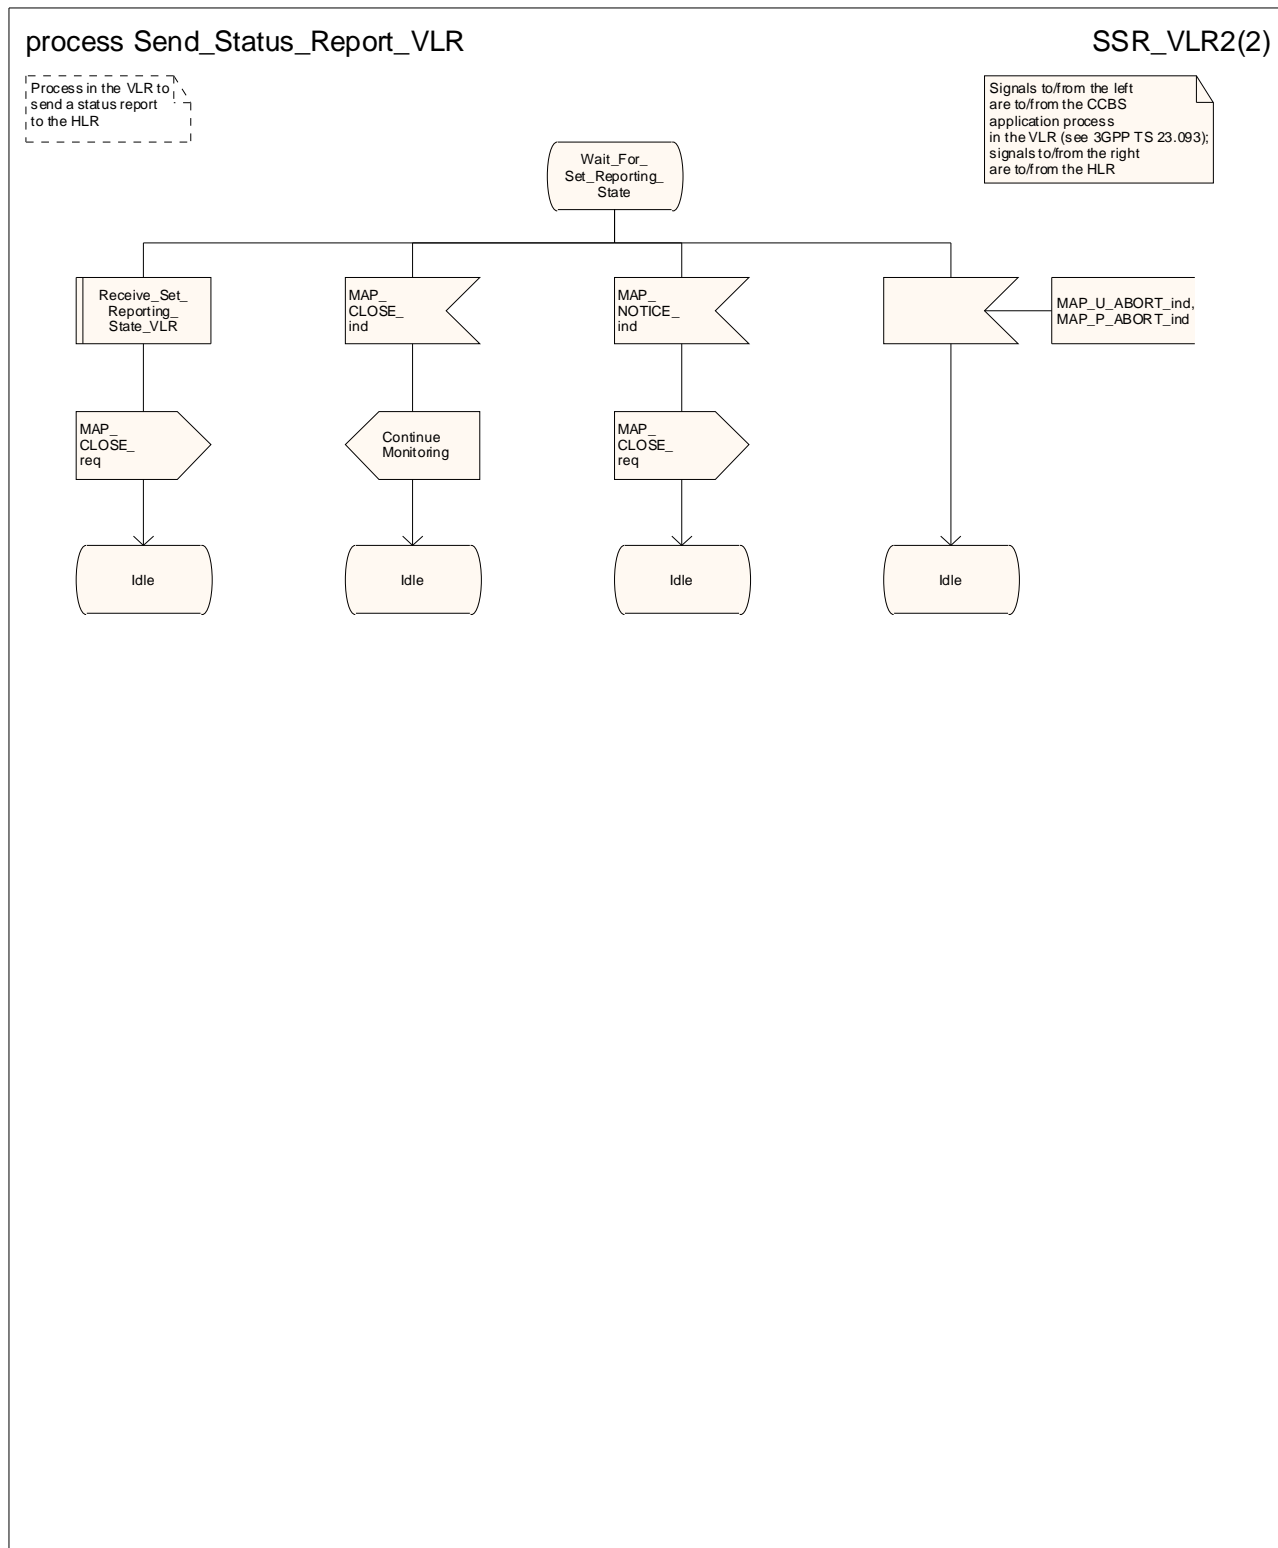 process Send_Status_Report_VLR
SSR_VLR2(2)
Process in the VLR to
send a status report
to the HLR
Signals to/from the left
are to/from the CCBS
application process
in the VLR (see 3GPP TS 23.093);
signals to/from the right
are to/from the HLR
Wait_For_
Set_Reporting_
State
Receive_Set_
Reporting_
State_VLR
MAP_
CLOSE_
ind
MAP_
NOTICE_
ind
MAP_U_ABORT_ind,
MAP_P_ABORT_ind
MAP_
CLOSE_
req
Continue
Monitoring
MAP_
CLOSE_
req
Idle
Idle
Idle
Idle